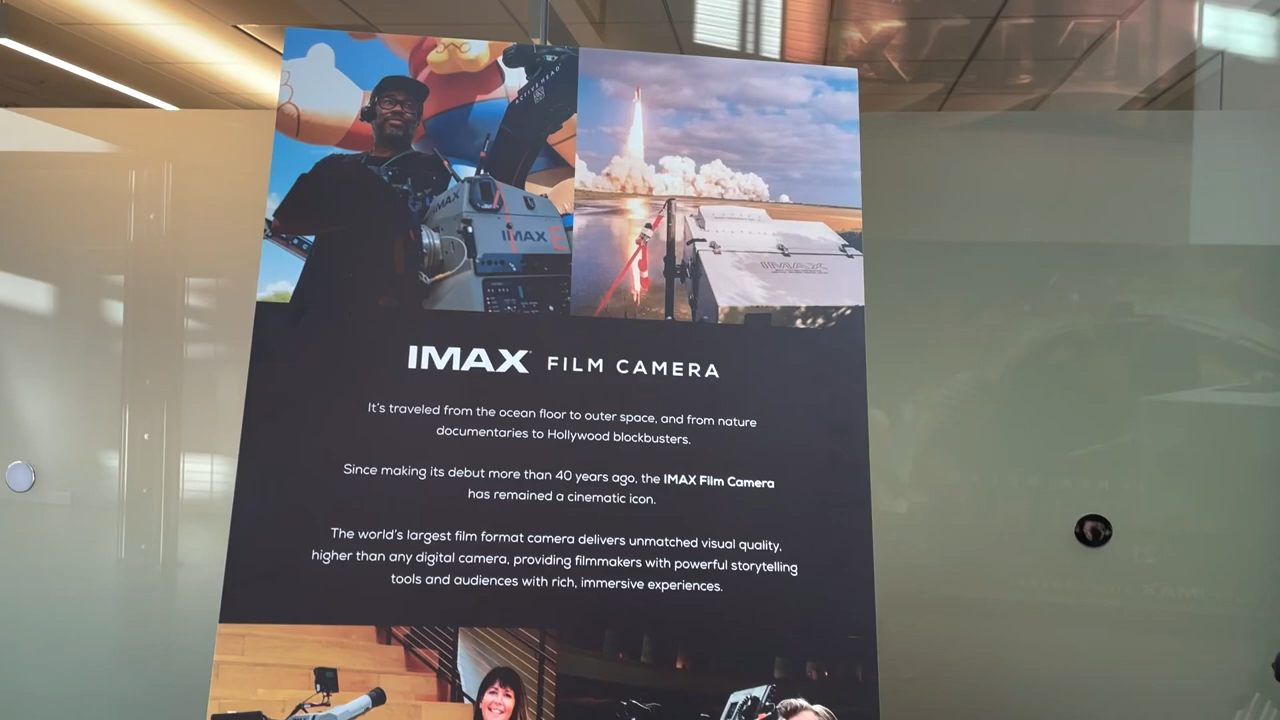 ACTIVE HEAD
IMAX
IMAX
IMAX
IMAX FILM CAMERA
It's traveled from the ocean floor to outer space, and from nature
documentaries to Hollywood blockbusters.
Since making its debut more than 40 years ago, the IMAX Film Camera
has remained a cinematic icon.
The world's largest film format camera delivers unmatched visual quality,
higher than any digital camera, providing filmmakers with powerful storytelling
tools and audiences with rich, immersive experiences.